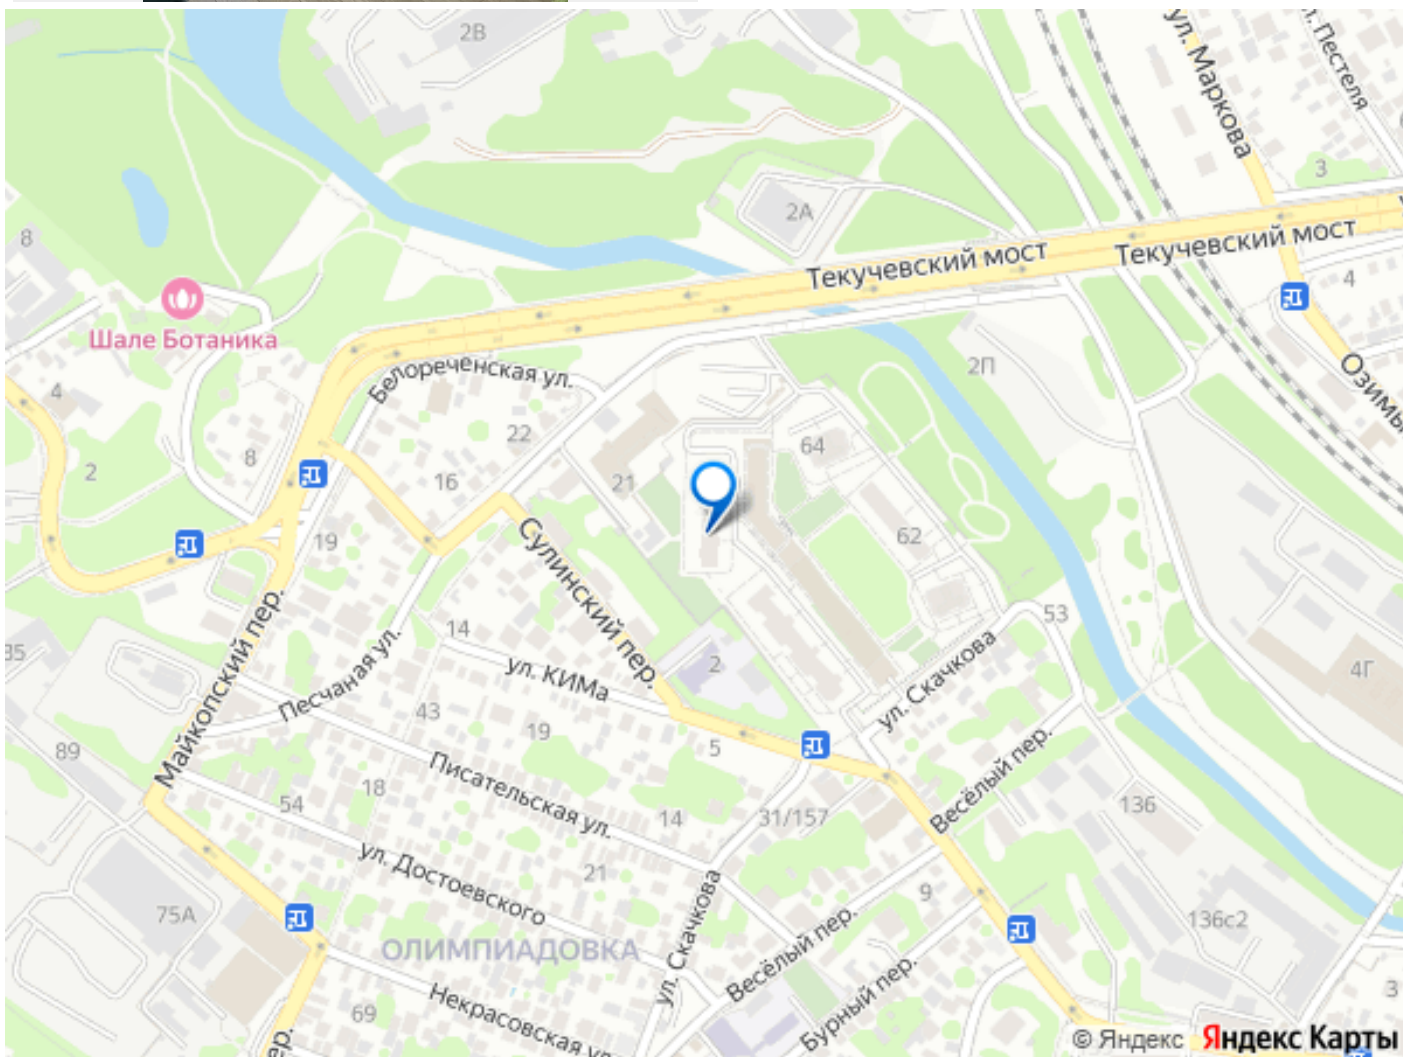 2В
ул. Маркова
Пестеля
3
2А
Текучевский мост
Текучевский мост
8
4
Шале Ботаника
Белореченская ул.
2П
Озимы
4
22
64
8
2
16
21
62
19
Сулинский пер.
53
14
Майкопский пер.
35
Песчаная ул.
ул. КИМа
2
ул. Скачкова
4Г
43
19
5
89
18
Писательская ул.
Весёлый пер.
54
14
31/157
136
ул. Достоевского
21
75А
ул. Скачкова
9
136с2
ОЛИМПИАДОВКА
Весёлый пер.
Некрасовская ул.
Бурный пер.
69
3
пер.
© Яндекс Яндекс Карты